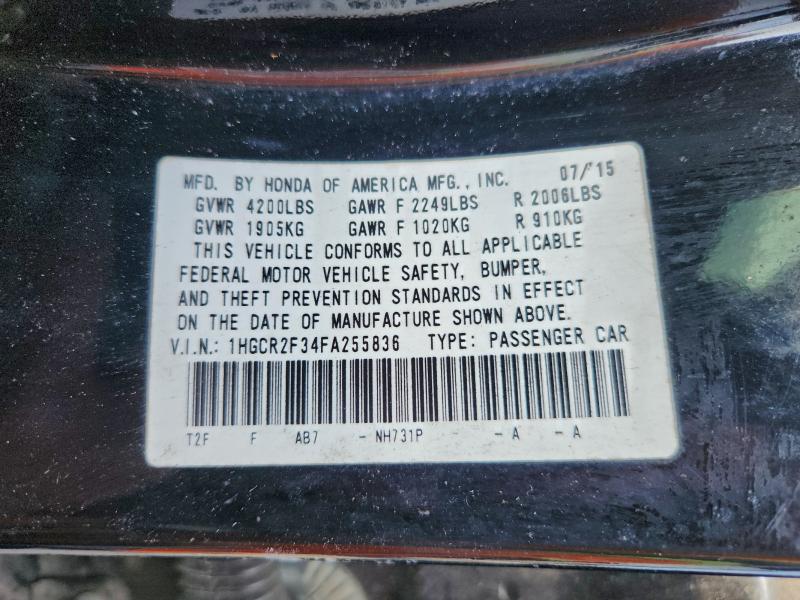 MFD. BY HONDA OF AMERICA MFG., INC. 07/'15
GVWR 4200LBS GAWR F 2249LBS R 2006LBS
GVWR 1905KG GAWR F 1020KG R 910KG
THIS VEHICLE CONFORMS TO ALL APPLICABLE
FEDERAL MOTOR VEHICLE SAFETY, BUMPER,
AND THEFT PREVENTION STANDARDS IN EFFECT
ON THE DATE OF MANUFACTURE SHOWN ABOVE.
V.I.N.: 1HGCR2F34FA255836 TYPE: PASSENGER CAR
T2F F AB7 - NH731P - A - A